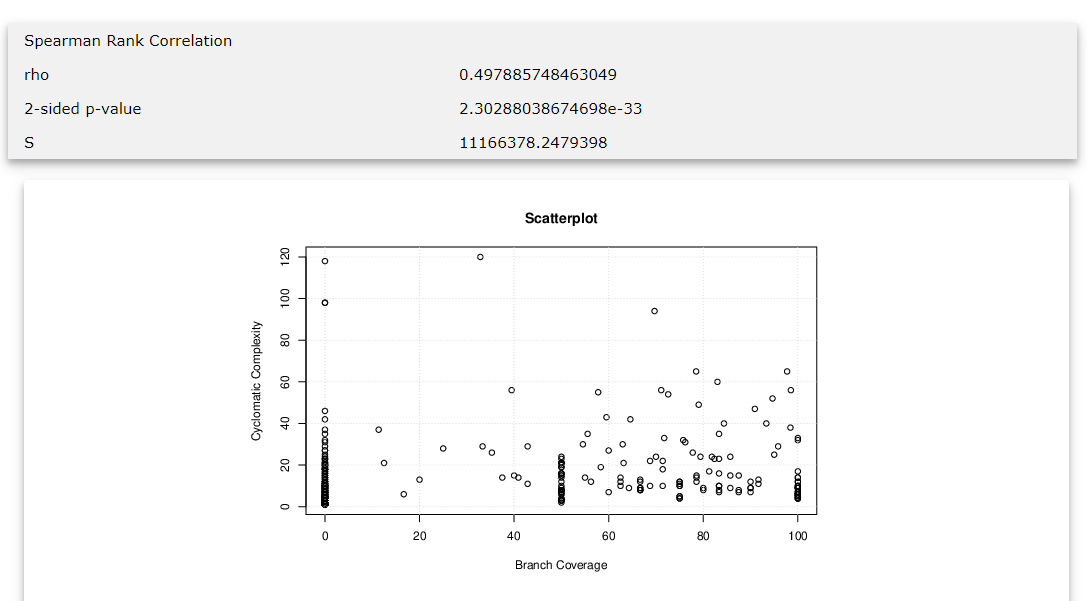 Spearman Rank Correlation
rho 0.497885748463049
2-sided p-value 2.30288038674698e-33
S 11166378.2479398
Scatterplot
120
100
80
60
40
20
0
Cyclomatic Complexity
0 20 40 60 80 100
Branch Coverage